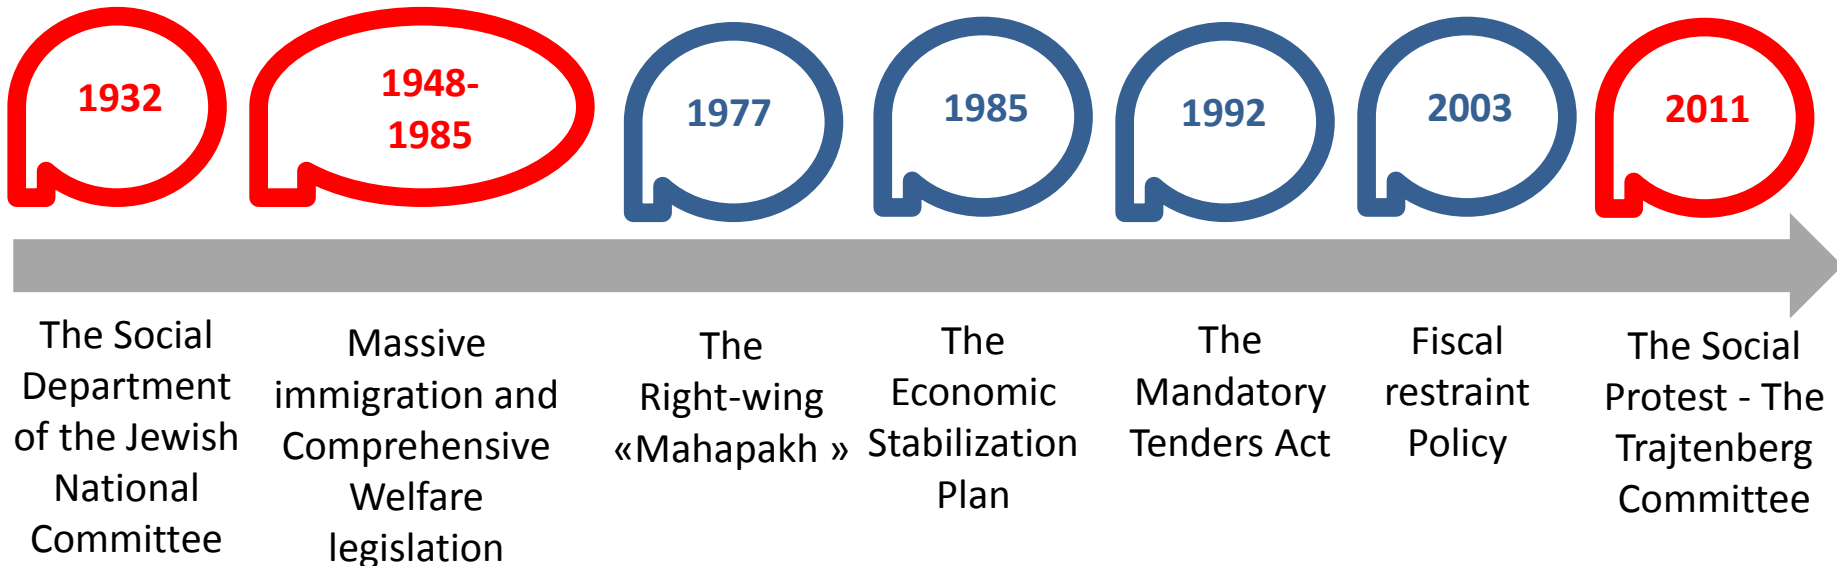 1932
1948-
1985
1977
1985
1992
2003
2011
The Social
Department
of the Jewish
National
Committee
Massive
immigration and
Comprehensive
Welfare
legislation
The
Right-wing
«Mahapakh »
The
Economic
Stabilization
Plan
The
Mandatory
Tenders Act
Fiscal
restraint
Policy
The Social
Protest - The
Trajtenberg
Committee